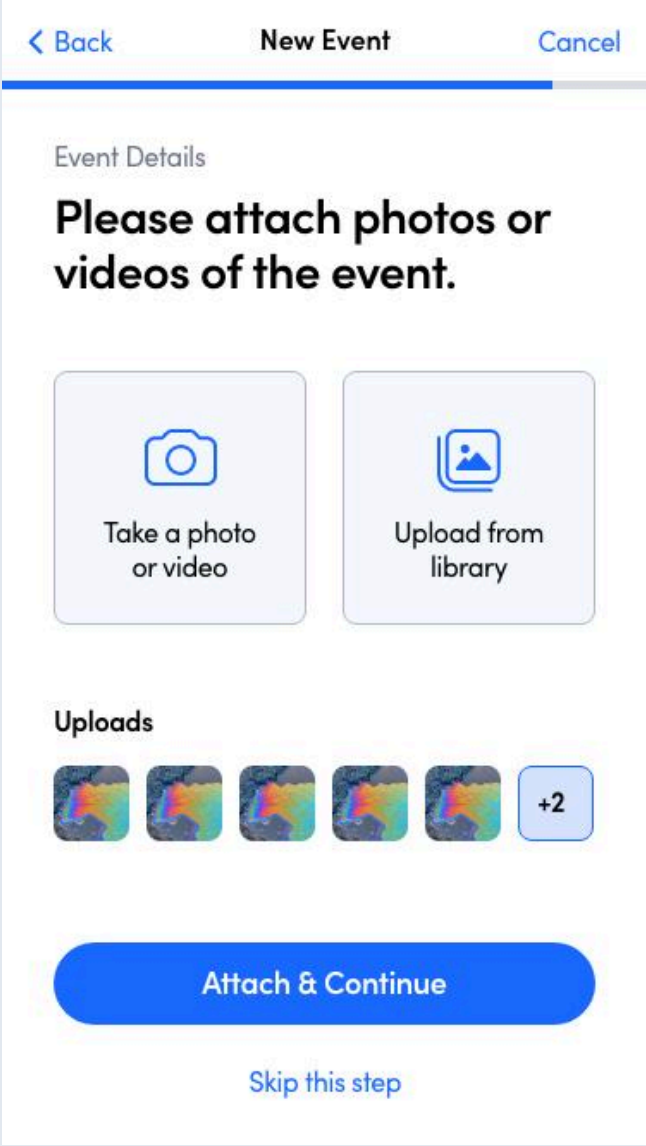 Back New Event Cancel
Event Details
Please attach photos or
videos of the event.
Take a photo
or video
Upload from
library
Uploads
+2
Attach & Continue
Skip this step